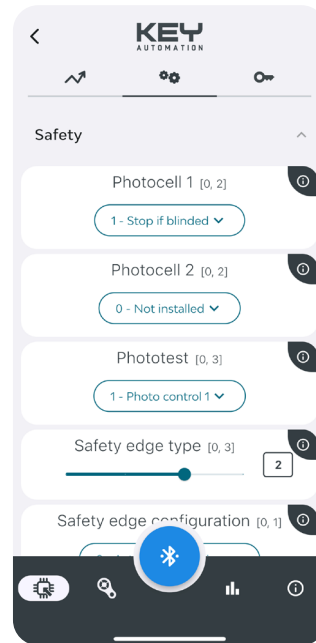 KEY
AUTOMATION
Safety
Photocell 1 [0, 2]
1 - Stop if blinded
Photocell 2 [0, 2]
0 - Not installed
Phototest [0, 3]
1 - Photo control 1
Safety edge type [0, 3]
2
Safety edge configuration [0, 1]